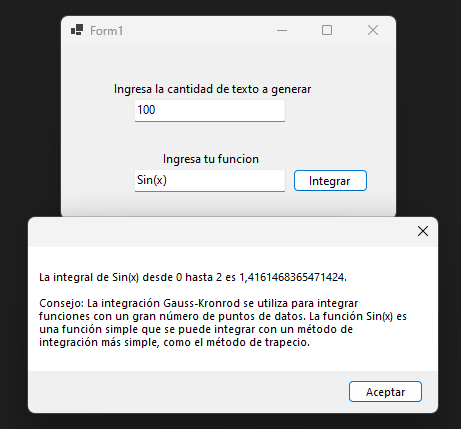 Form1
Ingresa la cantidad de texto a generar
100
Ingresa tu funcion
Sin(x)
Integrar
La integral de Sin(x) desde 0 hasta 2 es 1,4161468365471424.
Consejo: La integración Gauss-Kronrod se utiliza para integrar
funciones con un gran número de puntos de datos. La función Sin(x) es
una función simple que se puede integrar con un método de
integración más simple, como el método de trapecio.
Aceptar